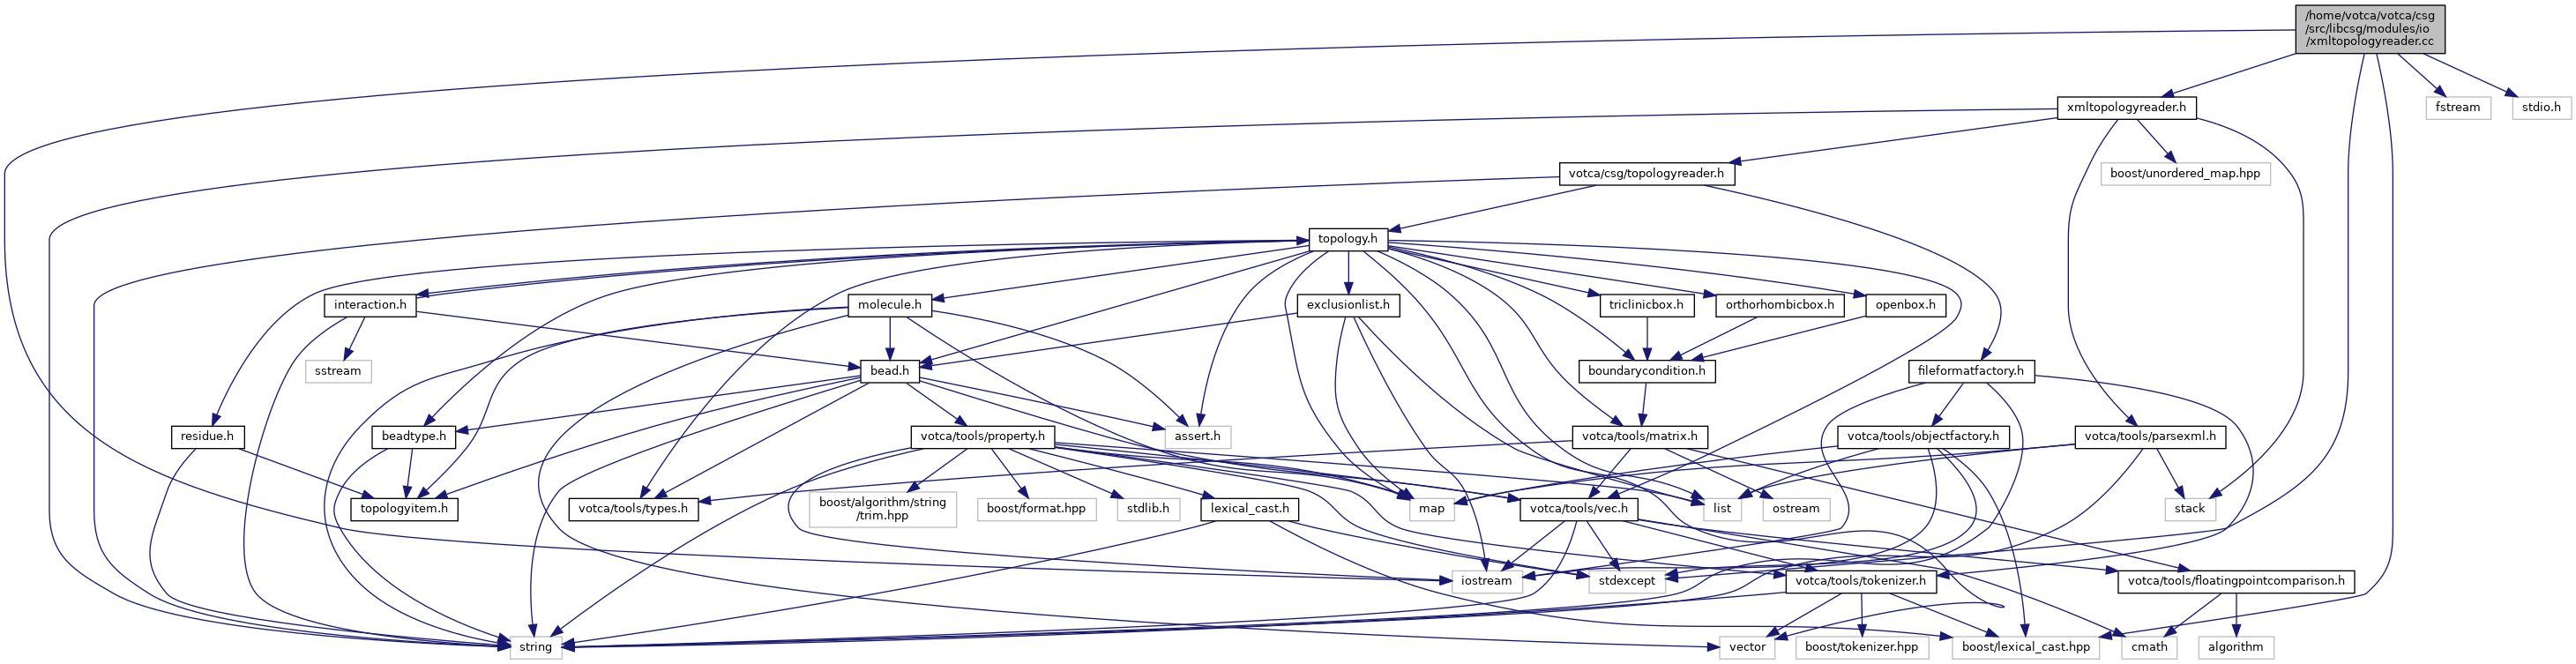 /home/votca/votca/csg
/src/libcsg/modules/io
/xmltopologyreader.cc
xmltopologyreader.h
fstream
stdio.h
votca/csg/topologyreader.h
boost/unordered_map.hpp
topology.h
interaction.h
molecule.h
exclusionlist.h
triclinicbox.h
orthorhombicbox.h
openbox.h
sstream
bead.h
boundarycondition.h
fileformatfactory.h
residue.h
beadtype.h
votca/tools/property.h
assert.h
votca/tools/matrix.h
votca/tools/objectfactory.h
votca/tools/parsexml.h
topologyitem.h
votca/tools/types.h
boost/algorithm/string
/trim.hpp
boost/format.hpp
stdlib.h
lexical_cast.h
map
votca/tools/vec.h
list
ostream
stack
iostream
stdexcept
votca/tools/tokenizer.h
votca/tools/floatingpointcomparison.h
string
vector
boost/tokenizer.hpp
boost/lexical_cast.hpp
cmath
algorithm